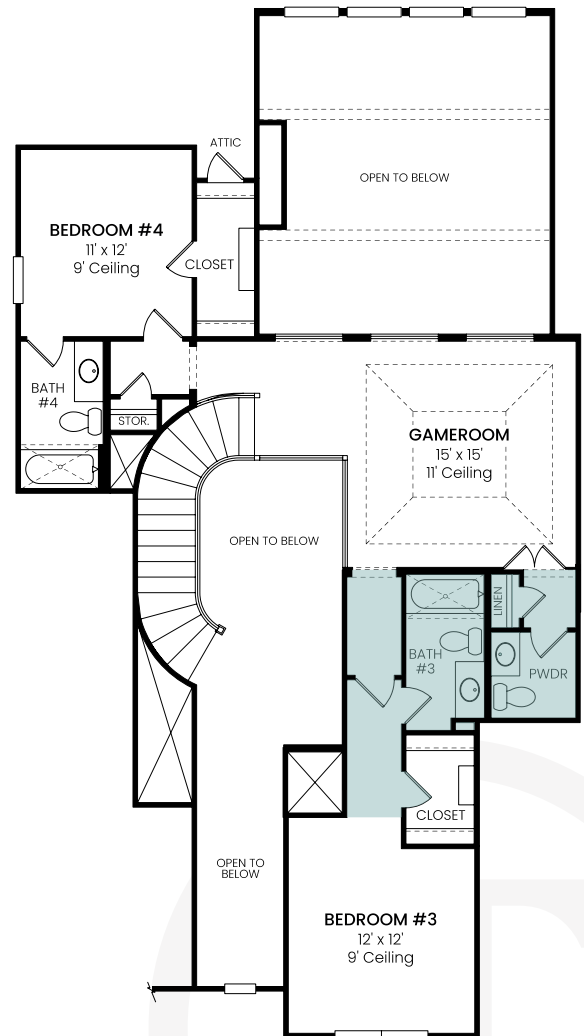 ATTIC
OPEN TO BELOW
BEDROOM #4
11' x 12'
9' Ceiling
CLOSET
BATH
#4
STOR.
GAMEROOM
15' x 15'
11' Ceiling
OPEN TO BELOW
LINEN
BATH
#3
PWDR
CLOSET
OPEN TO
BELOW
BEDROOM #3
12' x 12'
9' Ceiling